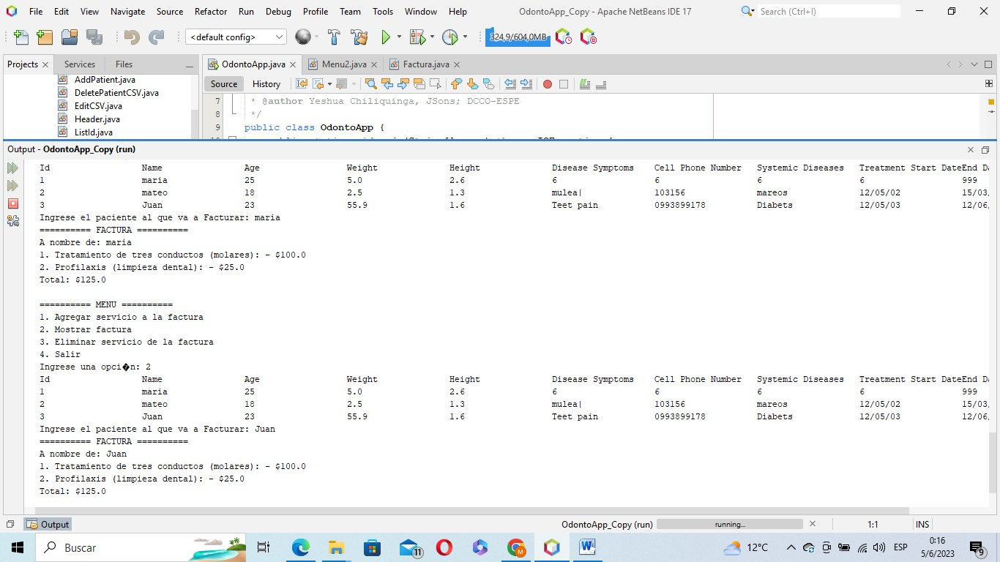 File Edit View Navigate Source Refactor Run Debug Profile Team Tools Window Help OdontoApp_Copy - Apache NetBeans IDE 17 Search (Ctrl+I)
<default config> 324,9/604,0MB
Projects Services Files OdontoApp.java Menu2.java Factura.java
Source History
AddPatient.java
DeletePatientCSV.java
EditCSV.java
Header.java
ListId.java
7 * @author Yeshua Chiliquinga, JSons; DCCO-ESPE
8 */
9 public class OdontoApp {
Output - OdontoApp_Copy (run)
Id Name Age Weight Height Disease Symptoms Cell Phone Number Systemic Diseases Treatment Start DateEnd Da
1 maria 25 5.0 2.6 6 6 6 6 999
2 mateo 18 2.5 1.3 mulea| 103156 mareos 12/05/02 15/03,
3 Juan 23 55.9 1.6 Teet pain 0993899178 Diabets 12/05/03 12/06,
Ingrese el paciente al que va a Facturar: maria
========== FACTURA ==========
A nombre de: maria
1. Tratamiento de tres conductos (molares): - $100.0
2. Profilaxis (limpieza dental): - $25.0
Total: $125.0
========== MENU ==========
1. Agregar servicio a la factura
2. Mostrar factura
3. Eliminar servicio de la factura
4. Salir
Ingrese una opci�n: 2
Id Name Age Weight Height Disease Symptoms Cell Phone Number Systemic Diseases Treatment Start DateEnd Da
1 maria 25 5.0 2.6 6 6 6 6 999
2 mateo 18 2.5 1.3 mulea| 103156 mareos 12/05/02 15/03,
3 Juan 23 55.9 1.6 Teet pain 0993899178 Diabets 12/05/03 12/06,
Ingrese el paciente al que va a Facturar: Juan
========== FACTURA ==========
A nombre de: Juan
1. Tratamiento de tres conductos (molares): - $100.0
2. Profilaxis (limpieza dental): - $25.0
Total: $125.0
Output OdontoApp_Copy (run) running... 1:1 INS
Buscar 11 12°C ESP 0:16
5/6/2023 9